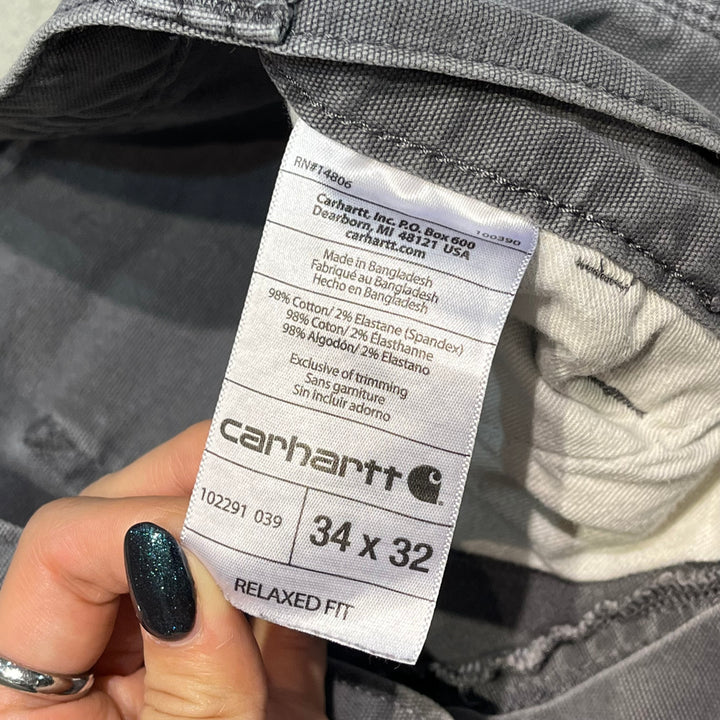 RN#14806
Carhartt, Inc. P.O. Box 600
Dearborn, MI 48121 USA
carhartt.com
100390
Made in Bangladesh
Fabriqué au Bangladesh
Hecho en Bangladesh
98% Cotton/ 2% Elastane (Spandex)
98% Coton/ 2% Élasthanne
98% Algodón/ 2% Elastano
Exclusive of trimming
Sans garniture
Sin incluir adorno
carhartt
102291 039
34 x 32
RELAXED FIT